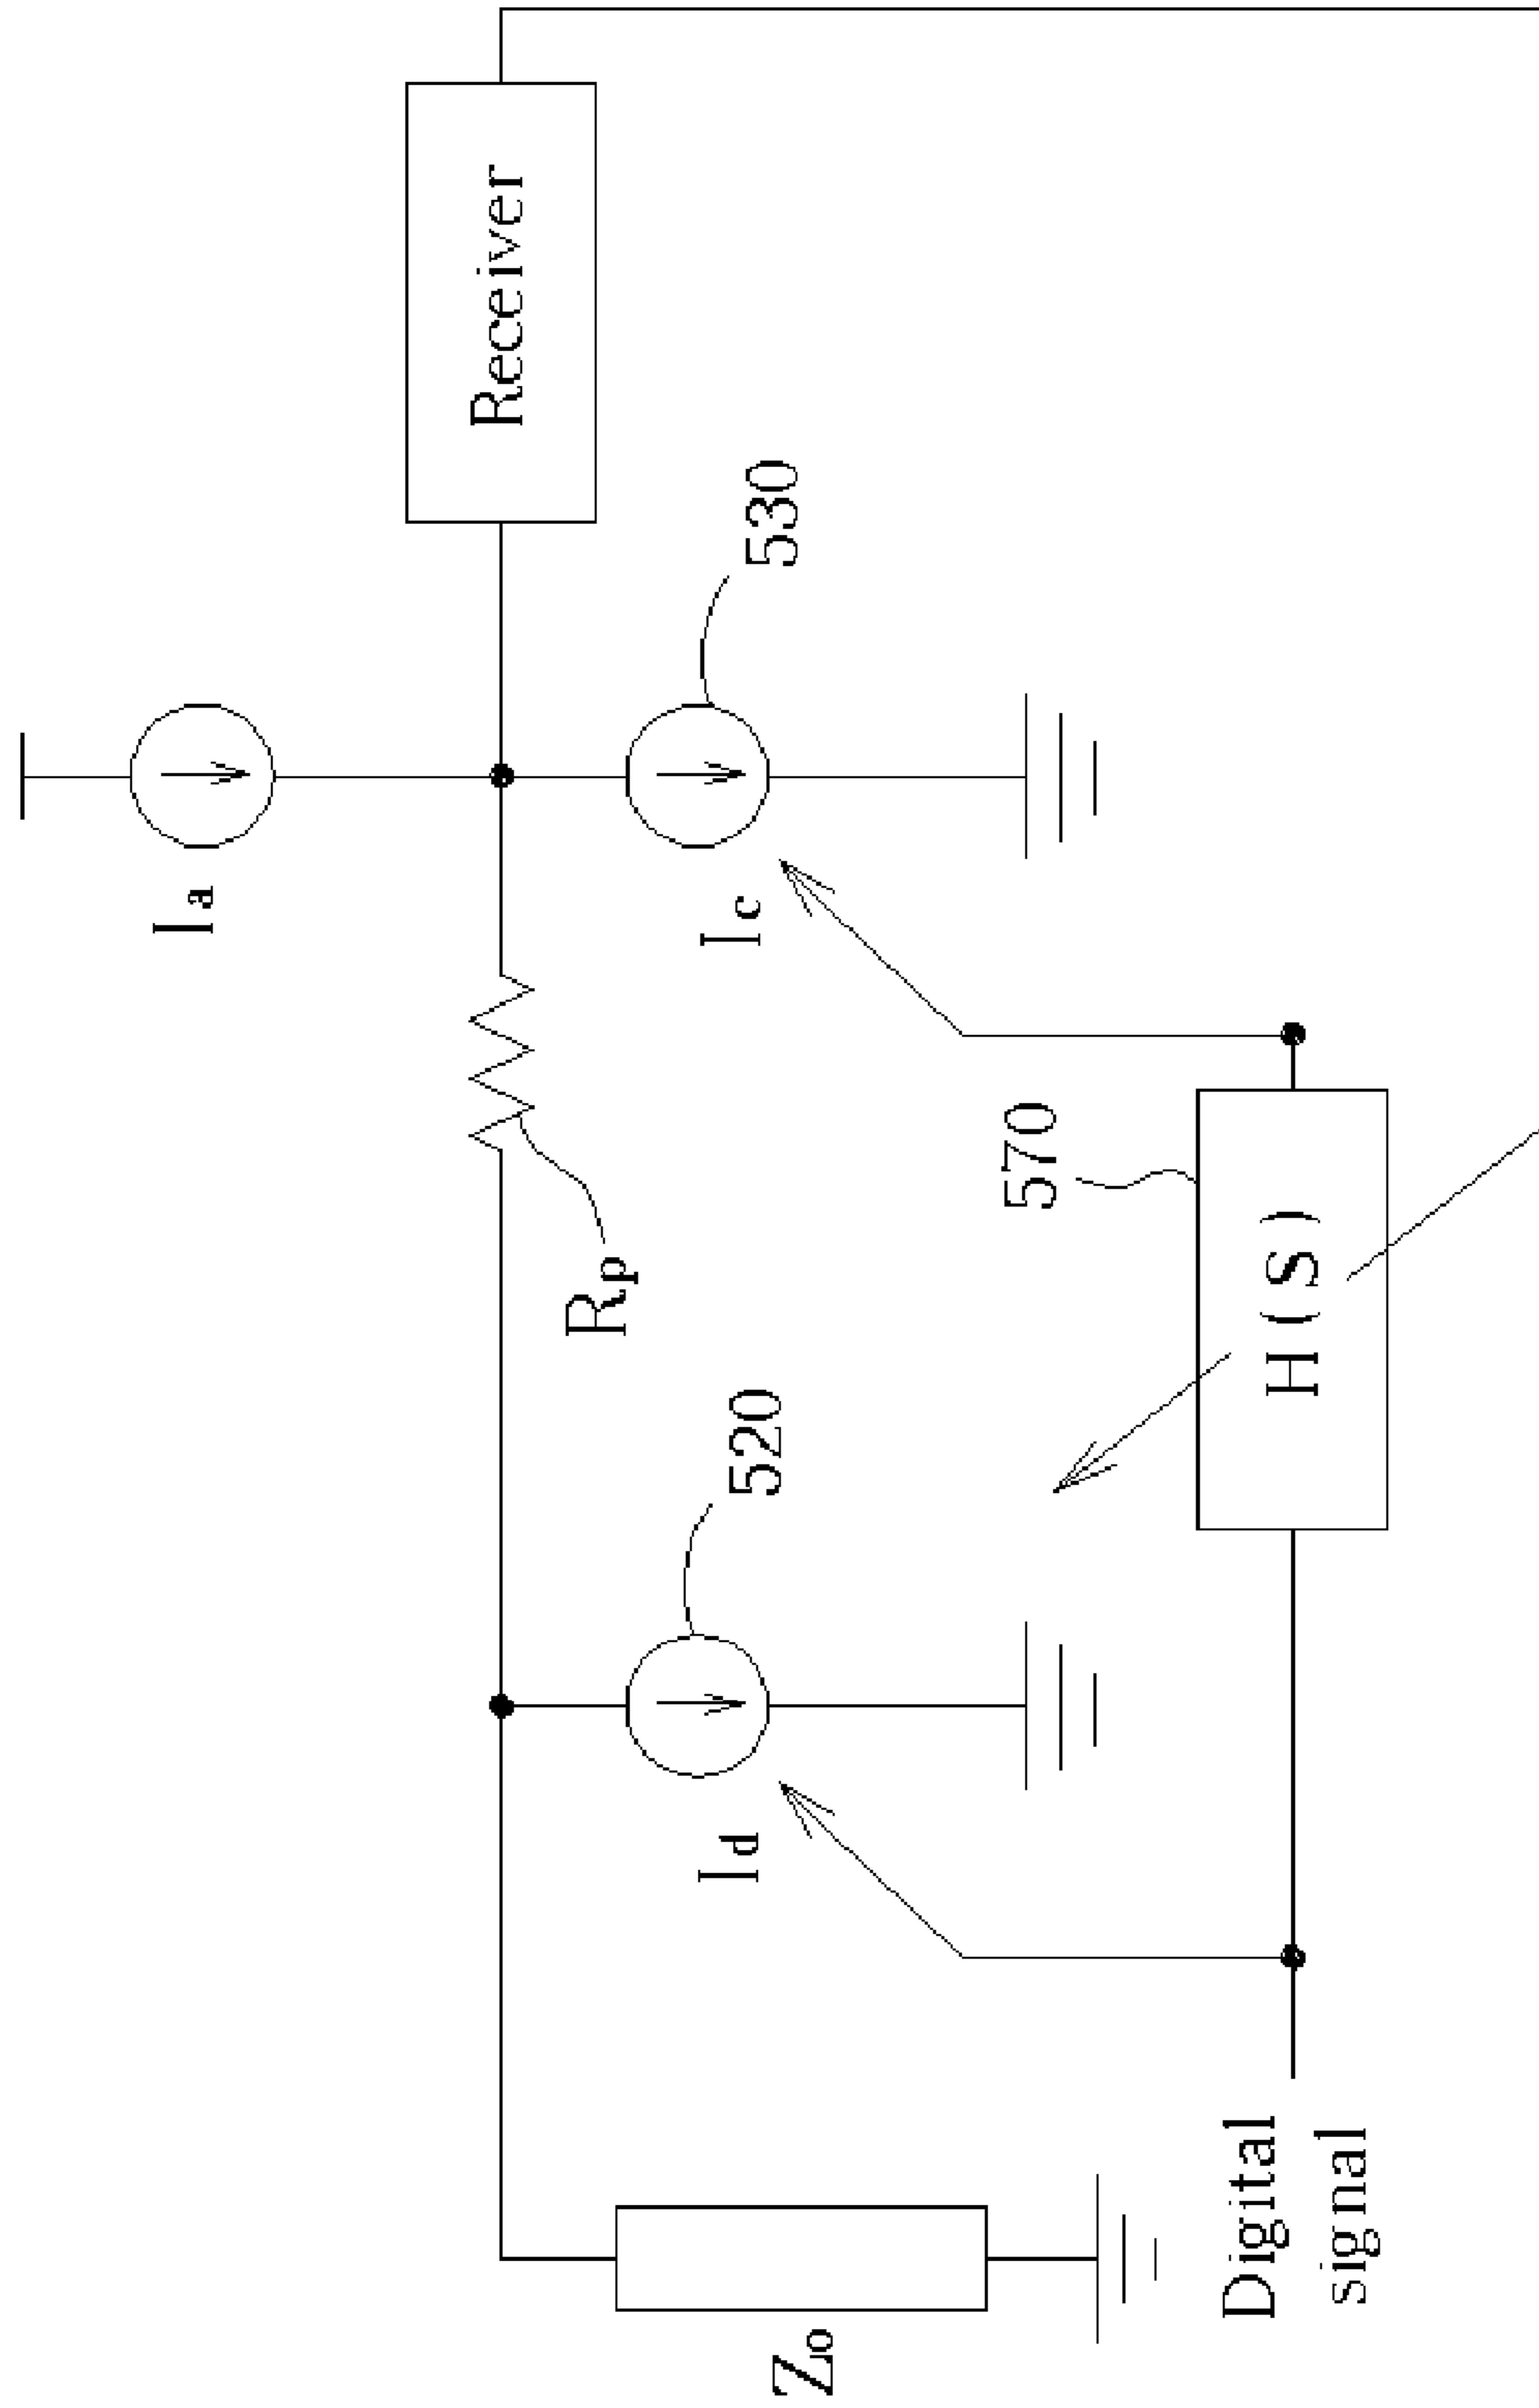 Receiver
530
Ia
Ic
Rp
570
H(S)
520
Id
Zo
Digital
signal